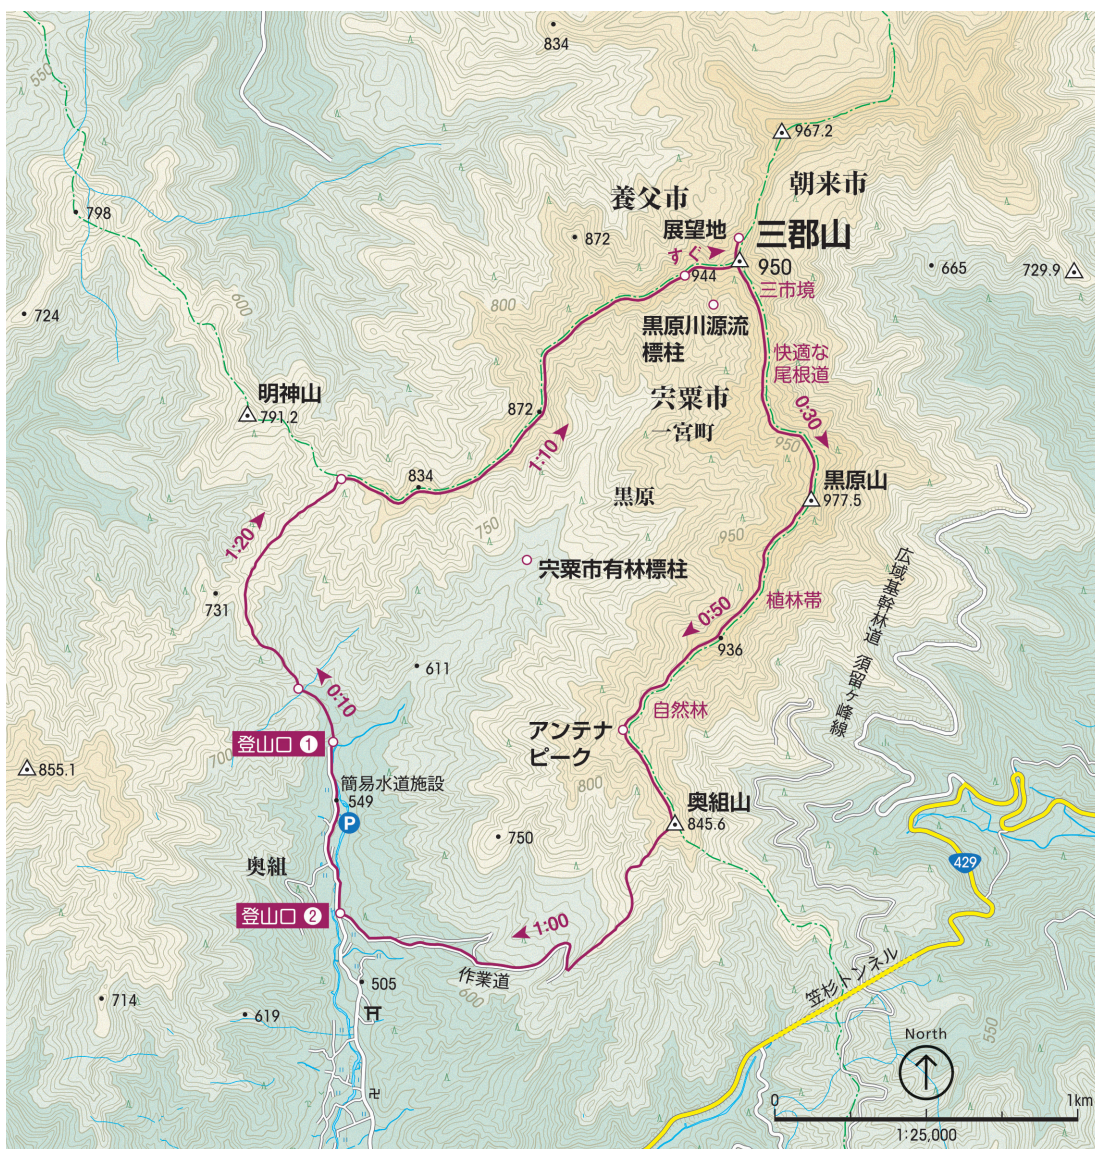 834
550
967.2
朝来市
養父市
798
展望地
三郡山
872
すぐ
950
665
729.9
944
三市境
600
800
724
黒原川源流
標柱
快適な
尾根道
明神山
791.2
宍粟市
一宮町
0:30
872
950
1:10
834
黒原山
977.5
黒原
750
950
1:20
宍粟市有林標柱
広域基幹林道 須留ヶ峰線
731
植林帯
0:50
936
611
0:10
自然林
アンテナ
ピーク
登山口 1
700
855.1
簡易水道施設
549
P
800
奥組山
845.6
750
奥組
429
登山口 2
1:00
作業道
505
600
笠杉トンネル
714
619
550
North
卍
0
1km
1:25,000